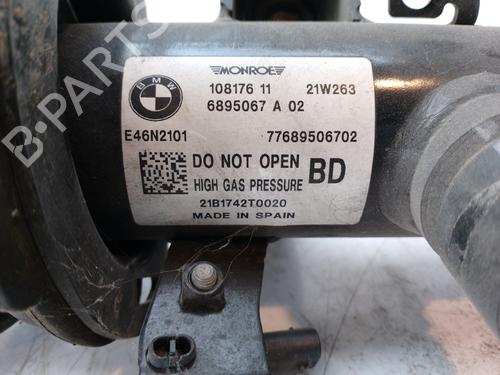 BMW
MONROE
108176 11 21W263
6895067 A 02
E46N2101 77689506702
DO NOT OPEN
HIGH GAS PRESSURE
BD
21B1742T0020
MADE IN SPAIN